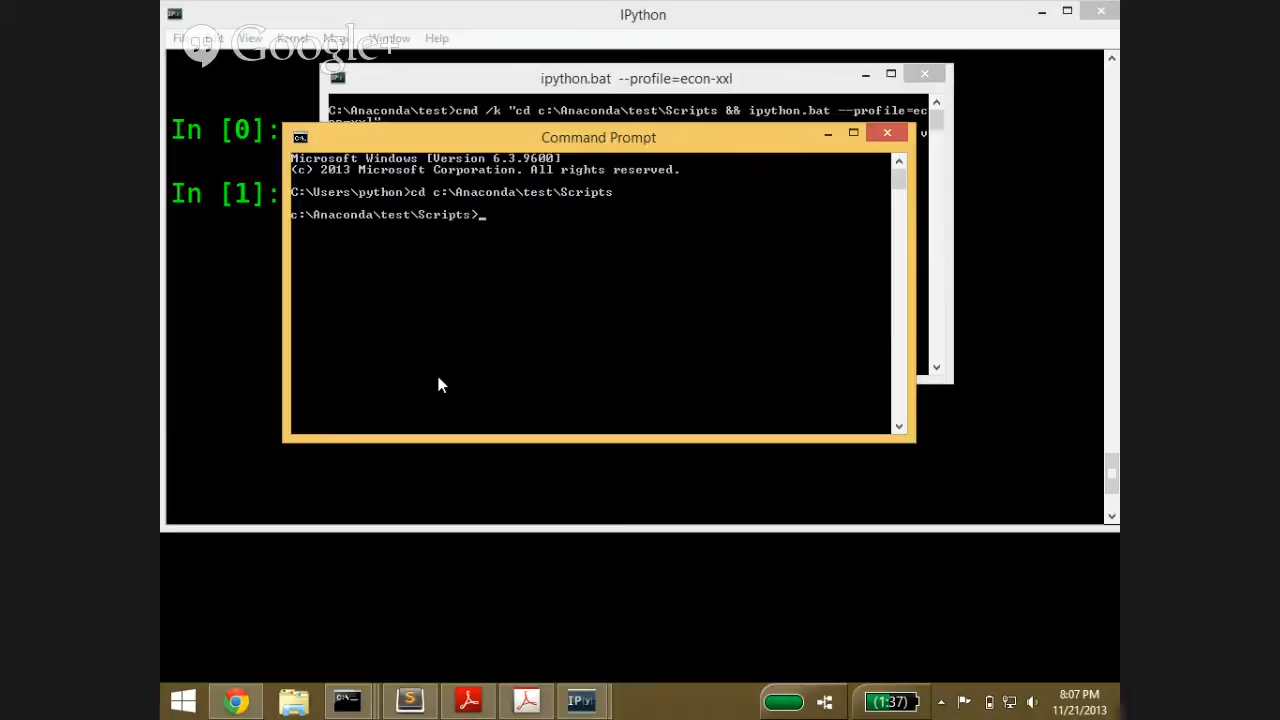 IPython
View Kernel Window Help
Google+
ipython.bat --profile=econ-xxl
C:\Anaconda\test>cmd /k "cd c:\Anaconda\test\Scripts && ipython.bat --profile=ec
In [0]:
Command Prompt
Microsoft Windows [Version 6.3.9600]
(c) 2013 Microsoft Corporation. All rights reserved.
In [1]:
C:\Users\python>cd c:\Anaconda\test\Scripts
c:\Anaconda\test\Scripts>_
(1:37)
8:07 PM
11/21/2013